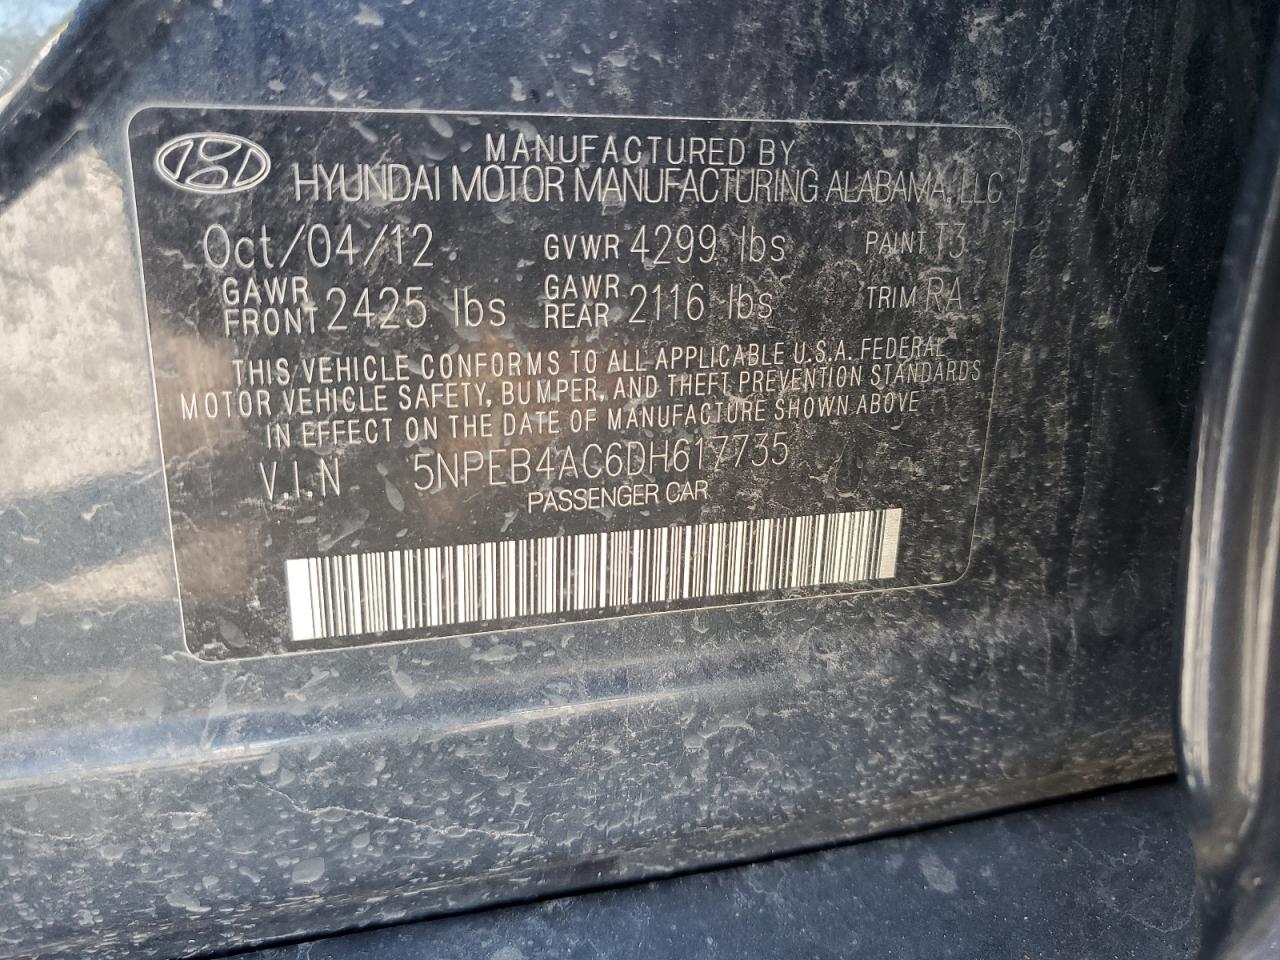 MANUFACTURED BY
HYUNDAI MOTOR MANUFACTURING ALABAMA, LLC
Oct/04/12 GVWR 4299 lbs PAINT T3
GAWR FRONT 2425 lbs GAWR REAR 2116 lbs TRIM RA
THIS VEHICLE CONFORMS TO ALL APPLICABLE U.S.A. FEDERAL
MOTOR VEHICLE SAFETY, BUMPER, AND THEFT PREVENTION STANDARDS
IN EFFECT ON THE DATE OF MANUFACTURE SHOWN ABOVE
V.I.N 5NPEB4AC6DH617735
PASSENGER CAR